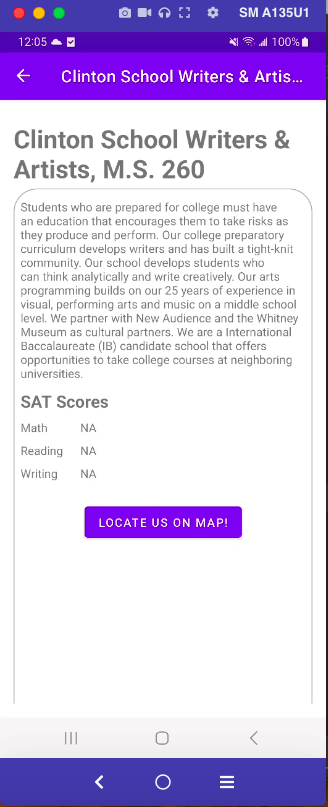 SM A135U1
12:05
100%
Clinton School Writers & Artis...
Clinton School Writers &
Artists, M.S. 260
Students who are prepared for college must have
an education that encourages them to take risks as
they produce and perform. Our college preparatory
curriculum develops writers and has built a tight-knit
community. Our school develops students who
can think analytically and write creatively. Our arts
programming builds on our 25 years of experience in
visual, performing arts and music on a middle school
level. We partner with New Audience and the Whitney
Museum as cultural partners. We are a International
Baccalaureate (IB) candidate school that offers
opportunities to take college courses at neighboring
universities.
SAT Scores
Math NA
Reading NA
Writing NA
LOCATE US ON MAP!